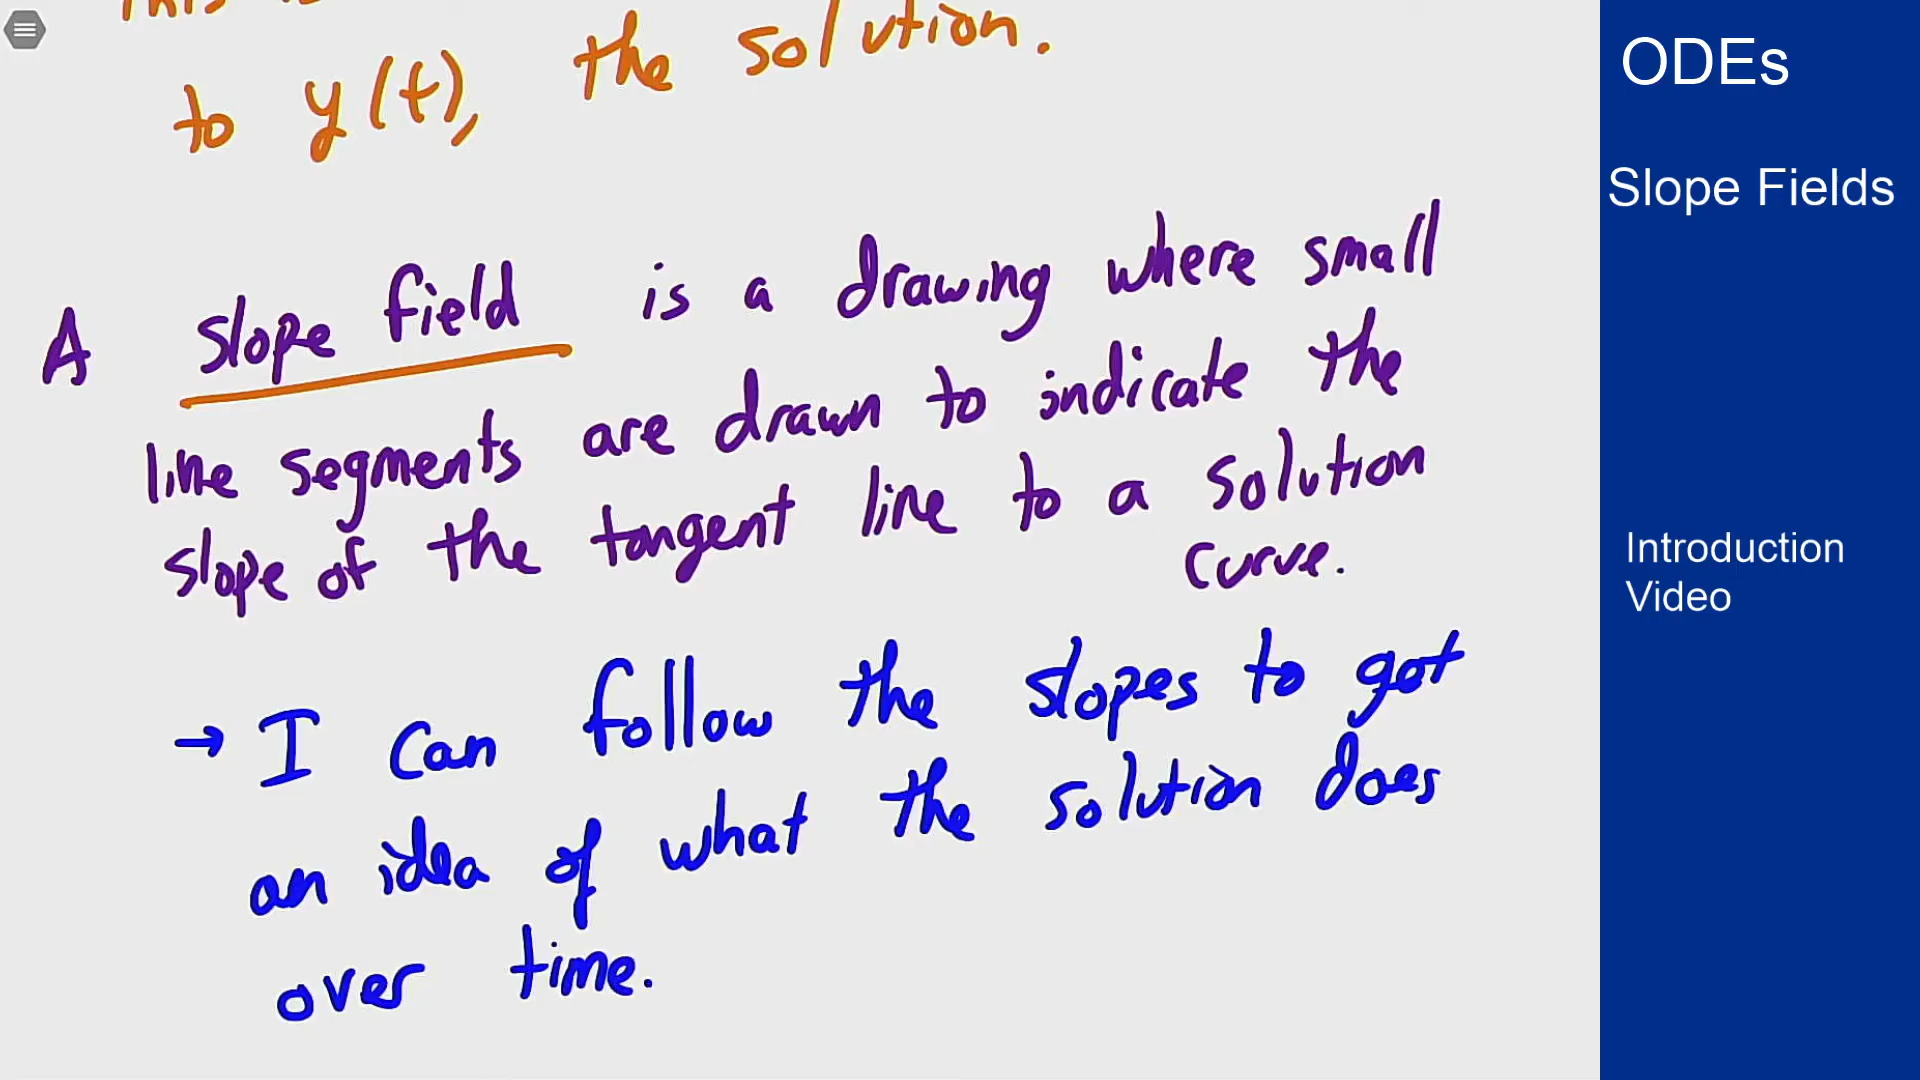 This is
to y(t), the solution.
A slope field is a drawing where small
line segments are drawn to indicate the
slope of the tangent line to a solution
curve.
→ I can follow the slopes to get
an idea of what the solution does
over time.
ODEs
Slope Fields
Introduction
Video